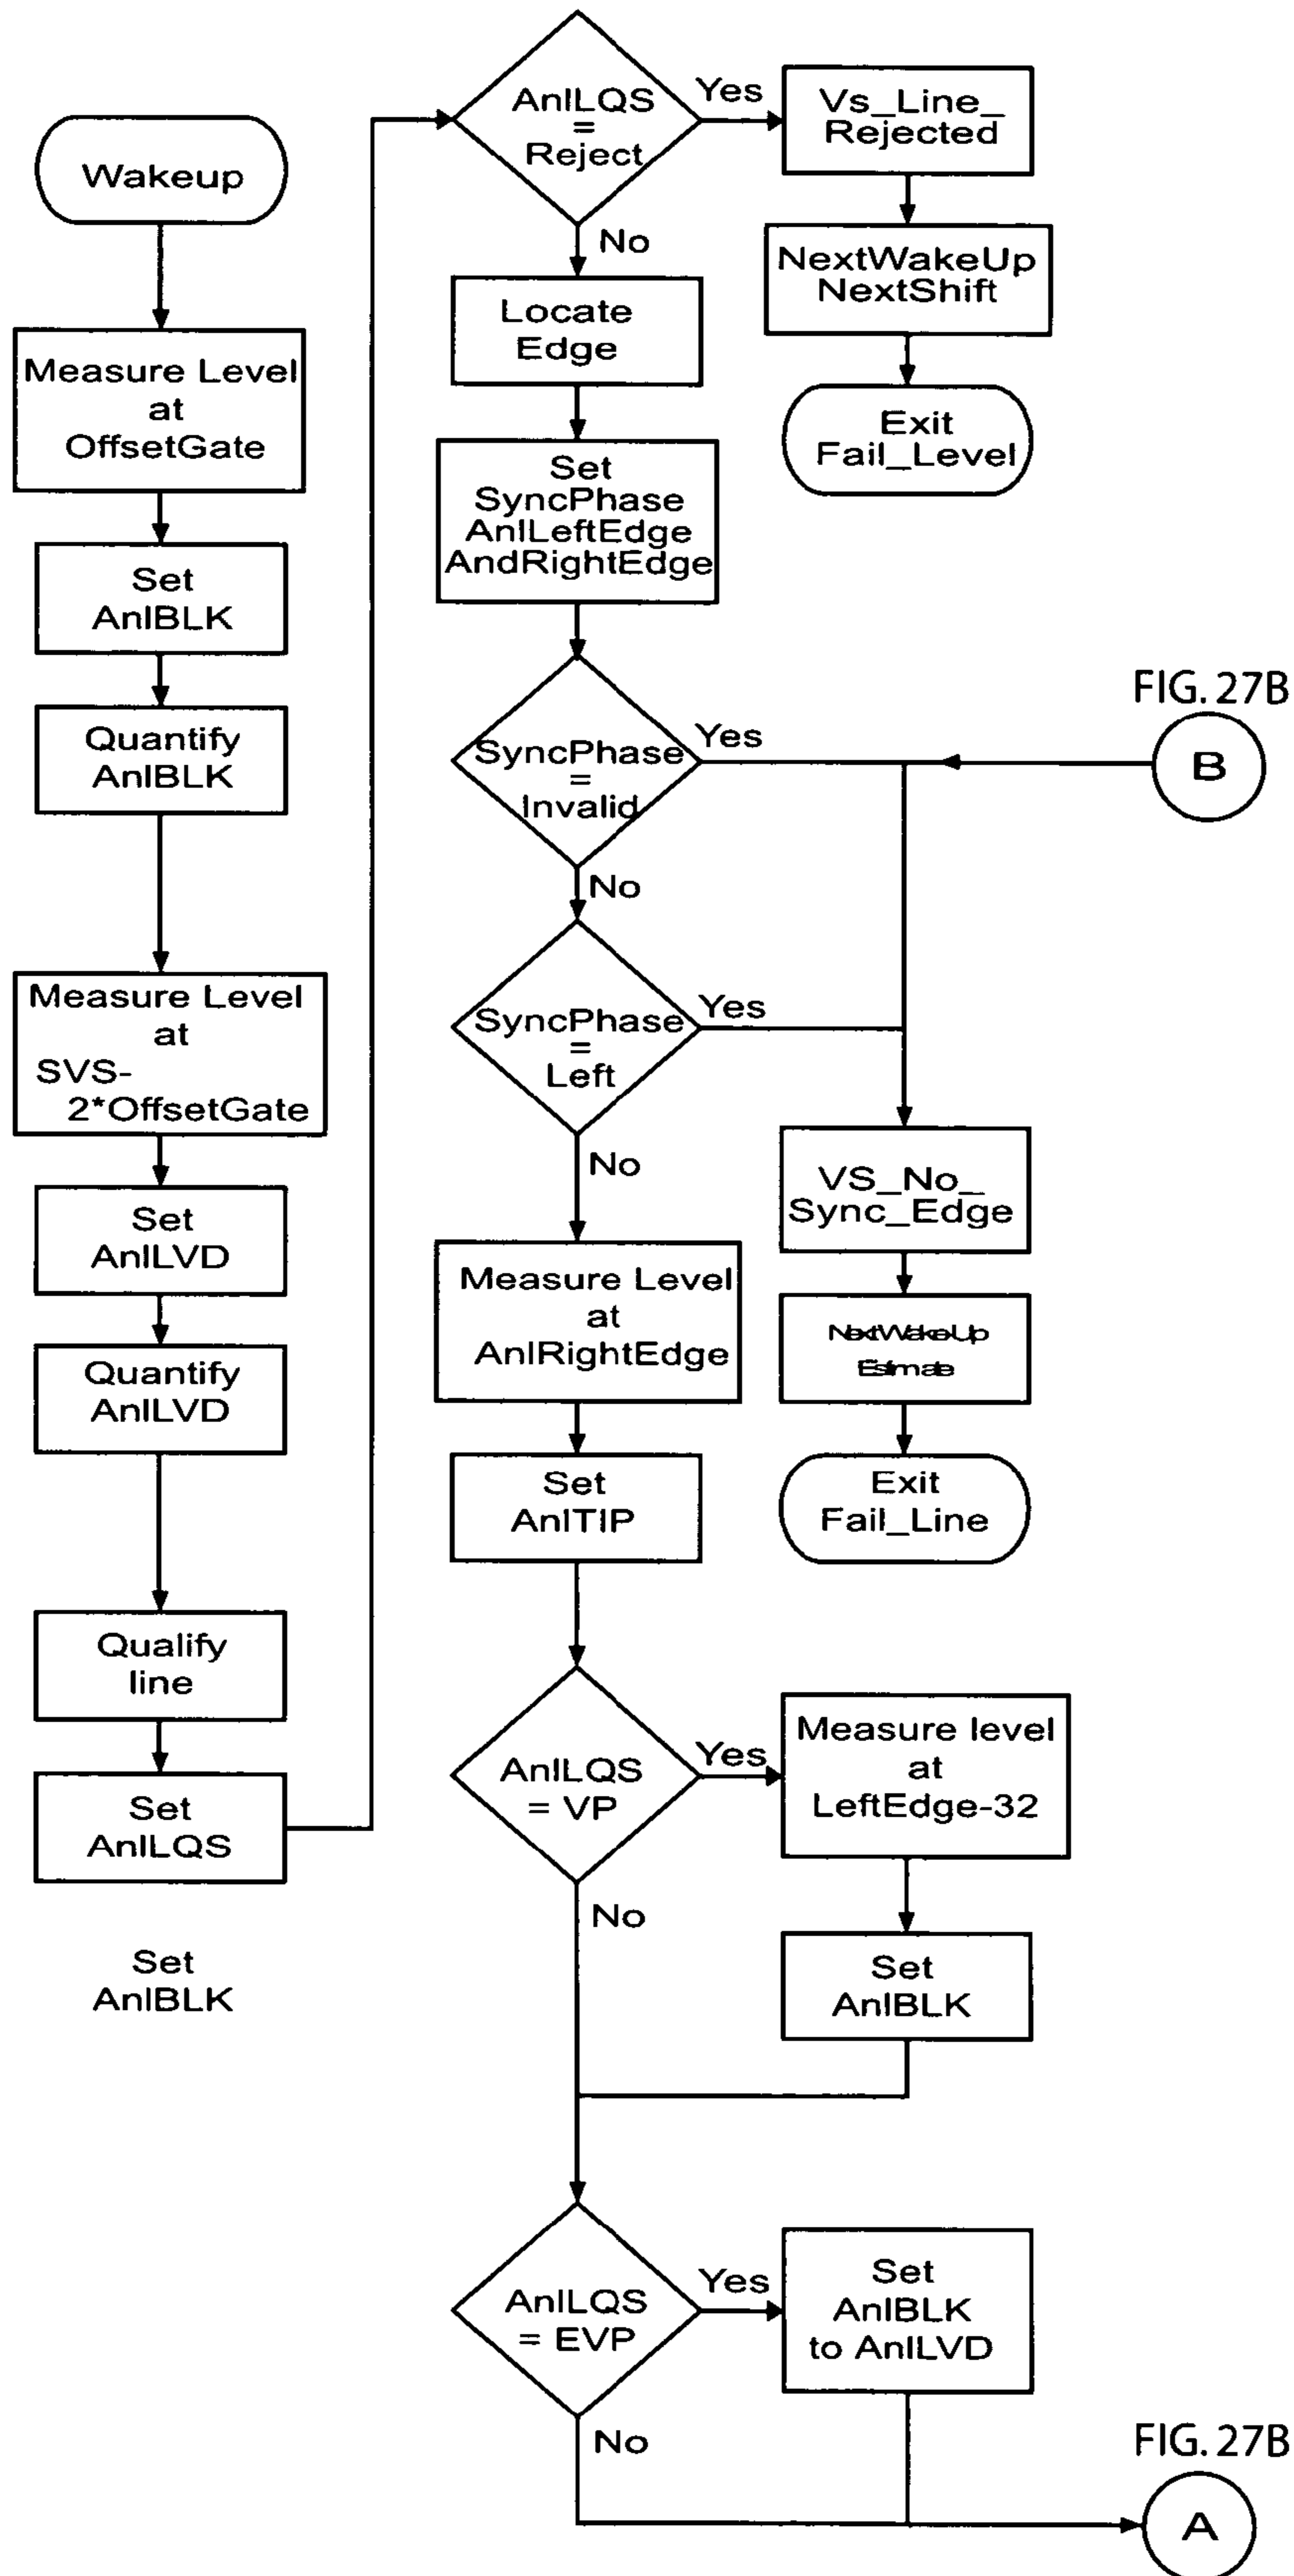 Wakeup
Measure Level
at
OffsetGate
Set
AnlBLK
Quantify
AnlBLK
Measure Level
at
SVS-
2*OffsetGate
Set
AnlLVD
Quantify
AnlLVD
Qualify
line
Set
AnlLQS
Set
AnlBLK
AnlLQS
=
Reject
Yes
No
Vs_Line_
Rejected
NextWakeUp
NextShift
Exit
Fail_Level
Locate
Edge
Set
SyncPhase
AnlLeftEdge
AndRightEdge
SyncPhase
=
Invalid
Yes
No
FIG. 27B
B
SyncPhase
=
Left
Yes
No
VS_No_
Sync_Edge
NextWakeUp
Estimate
Exit
Fail_Line
Measure Level
at
AnlRightEdge
Set
AnlTIP
AnlLQS
= VP
Yes
No
Measure level
at
LeftEdge-32
Set
AnlBLK
AnlLQS
= EVP
Yes
No
Set
AnlBLK
to AnlLVD
FIG. 27B
A